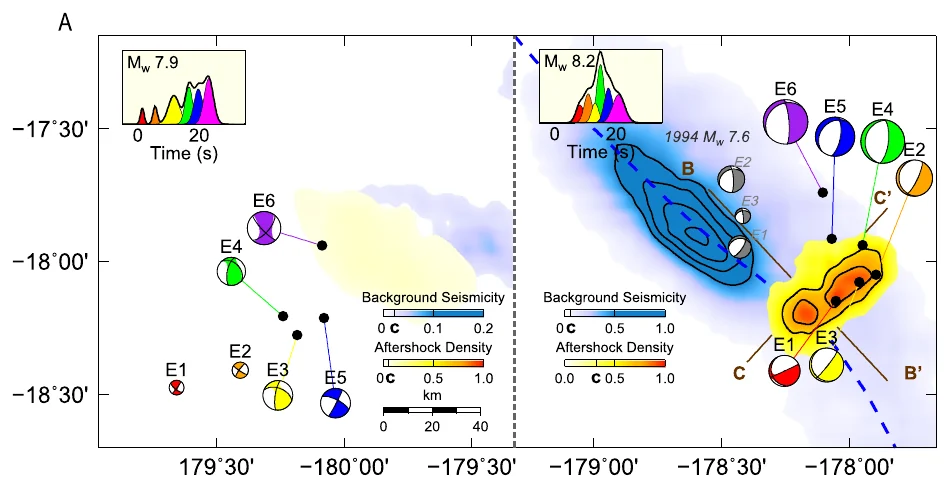 A
Mw 7.9
0 20
Time (s)
Mw 8.2
0 20
Time (s)
1994 Mw 7.6
E2
E3
E1
B
B'
C
C'
E6
E5
E4
E2
E1
E3
E6
E4
E1
E2
E3
E5
Background Seismicity
0 C 0.1 0.2
Aftershock Density
0 C 0.5 1.0
km
0 20 40
Background Seismicity
0 C 0.5 1.0
Aftershock Density
0.0 C 0.5 1.0
−17˚30'
−18˚00'
−18˚30'
179˚30' −180˚00' −179˚30' −179˚00' −178˚30' −178˚00'